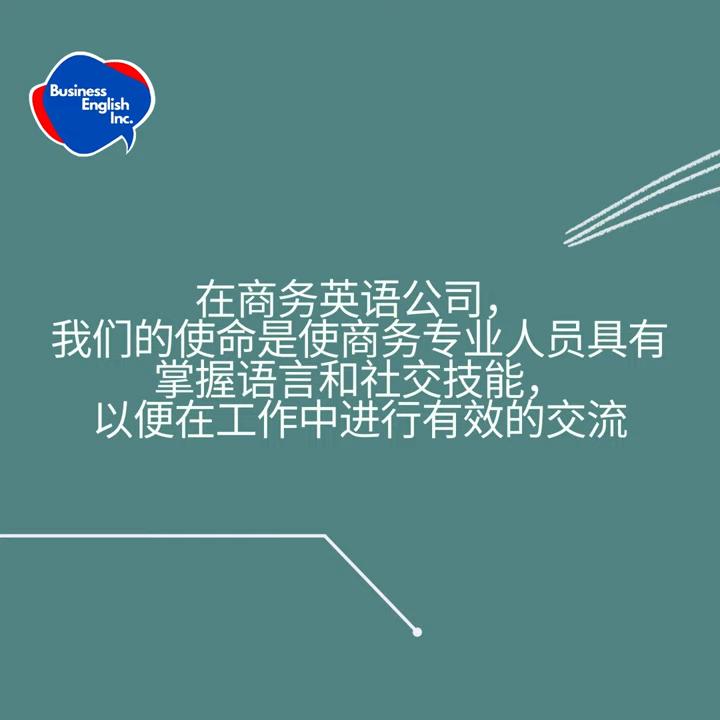 Business
English
Inc.
在商务英语公司，
我们的使命是使商务专业人员具有
掌握语言和社交技能，
以便在工作中进行有效的交流